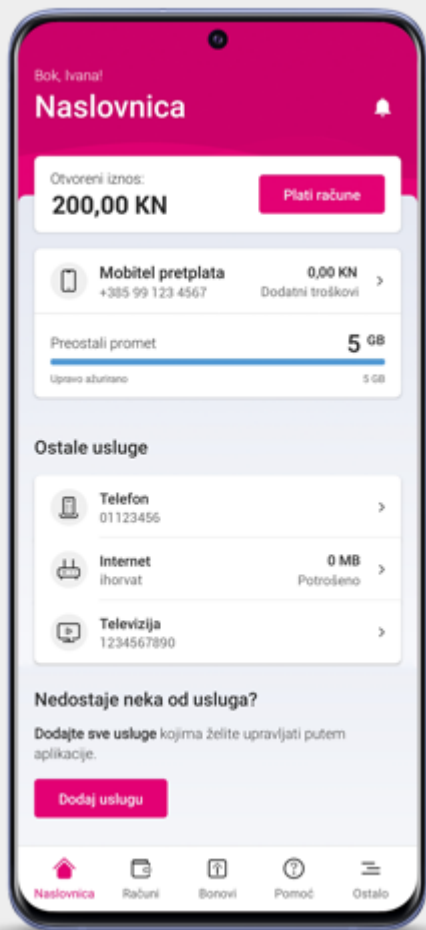 Bok, Ivana!
Naslovnica
Otvoreni iznos:
200,00 KN
Plati račune
Mobitel pretplata
+385 99 123 4567
0,00 KN
Dodatni troškovi
Preostali promet
5 GB
Upravo ažurirano
5 GB
Ostale usluge
Telefon
01123456
Internet
ihorvat
0 MB
Potrošeno
Televizija
1234567890
Nedostaje neka od usluga?
Dodajte sve usluge kojima želite upravljati putem
aplikacije.
Dodaj uslugu
Naslovnica
Računi
Bonovi
Pomoć
Ostalo